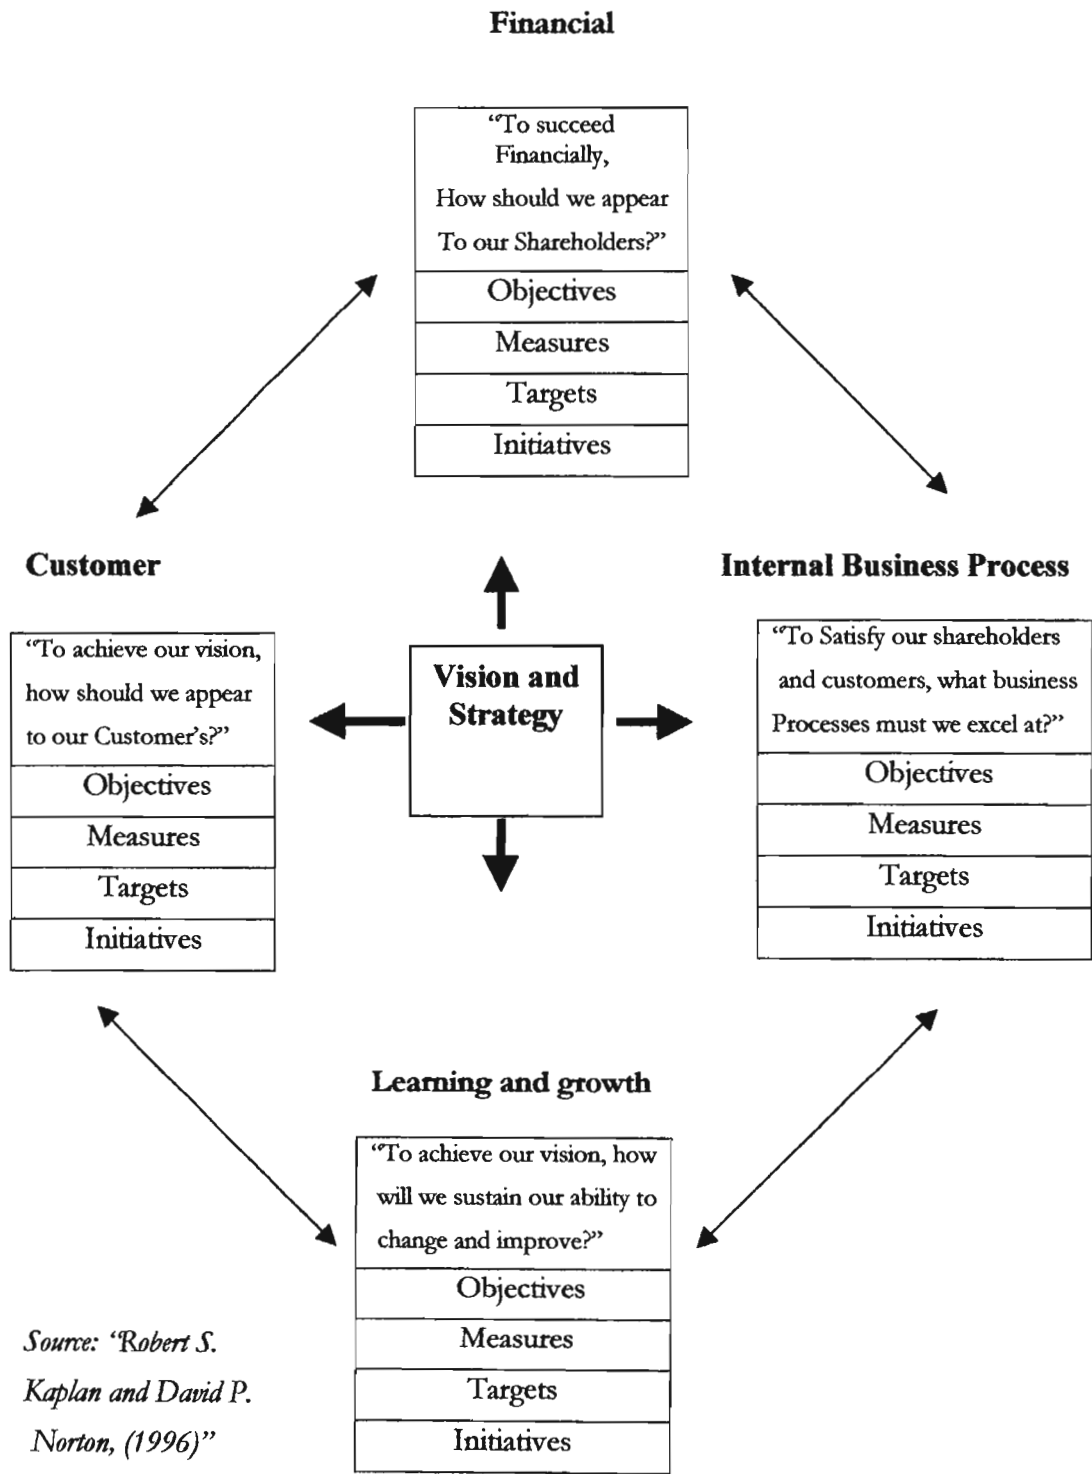 Financial
“To succeed
Financially,
How should we appear
To our Shareholders?”
Objectives
Measures
Targets
Initiatives
Customer
“To achieve our vision,
how should we appear
to our Customer's?”
Objectives
Measures
Targets
Initiatives
Vision and
Strategy
Internal Business Process
“To Satisfy our shareholders
and customers, what business
Processes must we excel at?”
Objectives
Measures
Targets
Initiatives
Learning and growth
“To achieve our vision, how
will we sustain our ability to
change and improve?”
Objectives
Measures
Targets
Initiatives
Source: “Robert S.
Kaplan and David P.
Norton, (1996)”